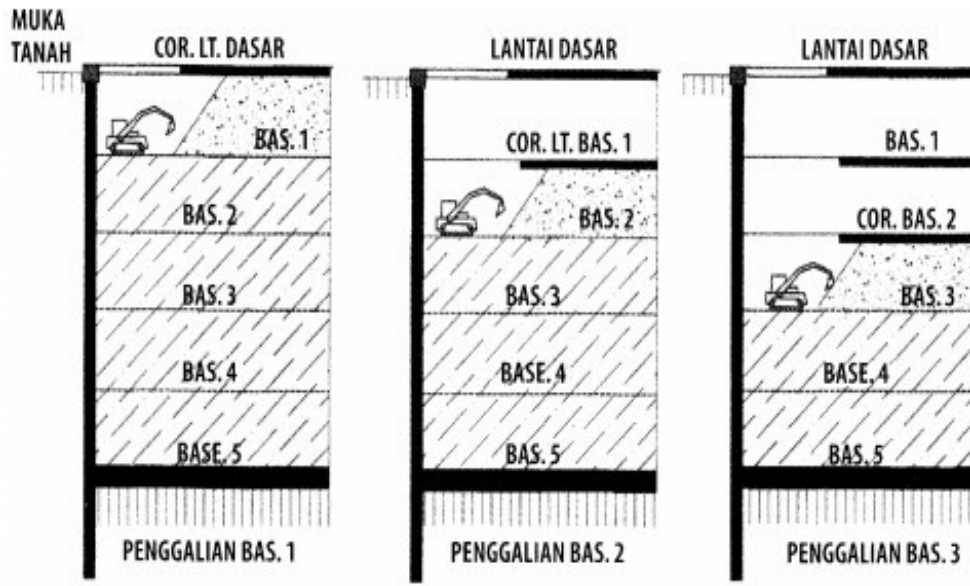 MUKA
TANAH
COR. LT. DASAR
BAS. 1
BAS. 2
BAS. 3
BAS. 4
BASE. 5
PENGGALIAN BAS. 1
LANTAI DASAR
COR. LT. BAS. 1
BAS. 2
BAS. 3
BASE. 4
BAS. 5
PENGGALIAN BAS. 2
LANTAI DASAR
BAS. 1
COR. BAS. 2
BAS. 3
BASE. 4
BAS. 5
PENGGALIAN BAS. 3